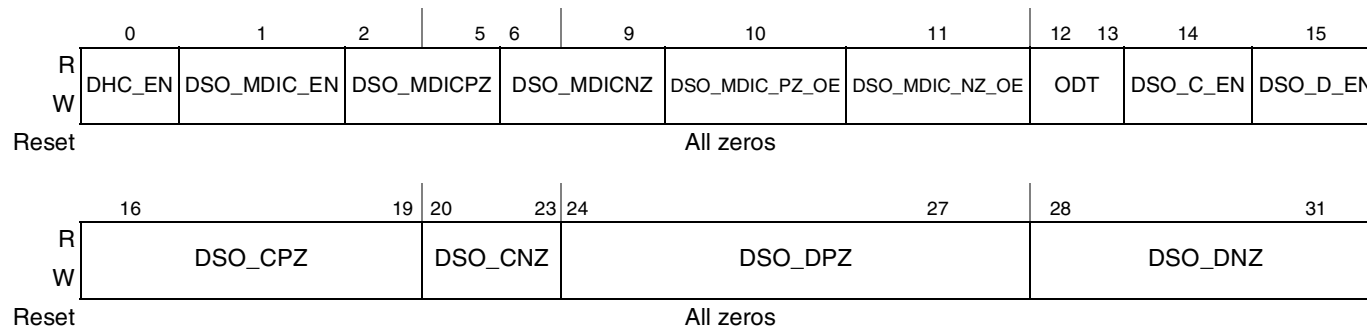 0 1 2 5 6 9 10 11 12 13 14 15
R
DHC_EN DSO_MDIC_EN DSO_MDICPZ DSO_MDICNZ DSO_MDIC_PZ_OE DSO_MDIC_NZ_OE ODT DSO_C_EN DSO_D_EN
W
Reset All zeros
16 19 20 23 24 27 28 31
R
DSO_CPZ DSO_CNZ DSO_DPZ DSO_DNZ
W
Reset All zeros